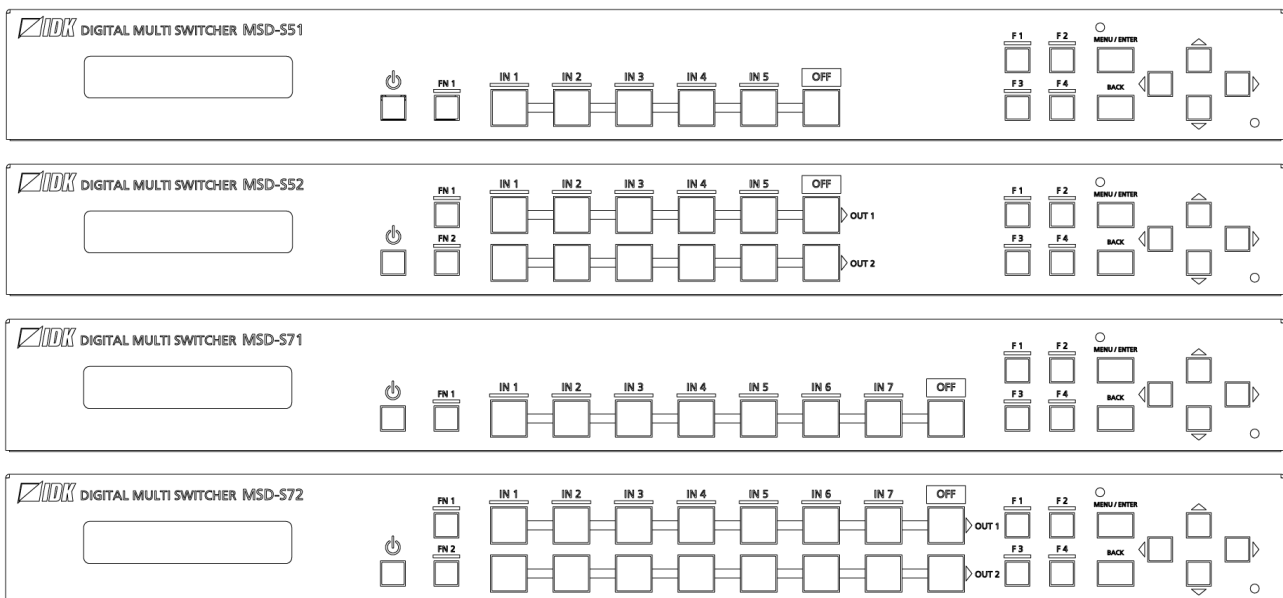 IDK DIGITAL MULTI SWITCHER MSD-S51
FN 1 IN 1 IN 2 IN 3 IN 4 IN 5 OFF
F 1 F 2 MENU / ENTER
F 3 F 4 BACK
IDK DIGITAL MULTI SWITCHER MSD-S52
FN 1 IN 1 IN 2 IN 3 IN 4 IN 5 OFF OUT 1
FN 2 OUT 2
F 1 F 2 MENU / ENTER
F 3 F 4 BACK
IDK DIGITAL MULTI SWITCHER MSD-S71
FN 1 IN 1 IN 2 IN 3 IN 4 IN 5 IN 6 IN 7 OFF
F 1 F 2 MENU / ENTER
F 3 F 4 BACK
IDK DIGITAL MULTI SWITCHER MSD-S72
FN 1 IN 1 IN 2 IN 3 IN 4 IN 5 IN 6 IN 7 OFF OUT 1
FN 2 OUT 2
F 1 F 2 MENU / ENTER
F 3 F 4 BACK